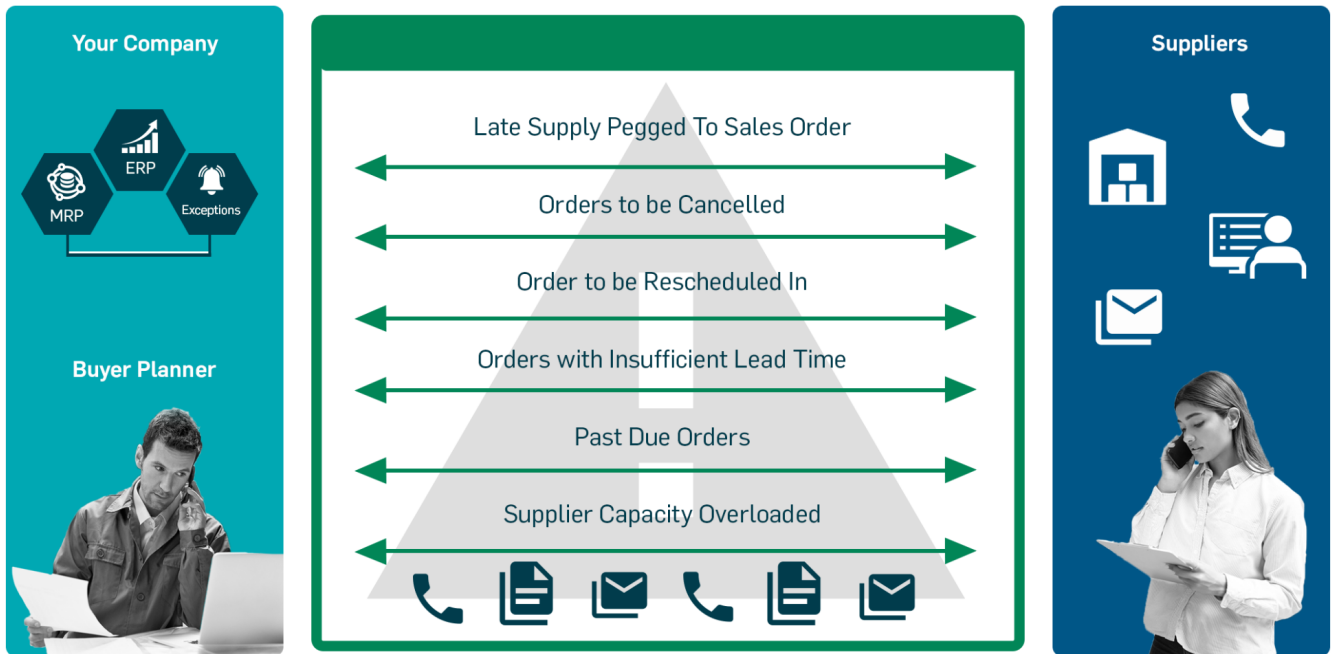 Your Company
ERP
MRP
Exceptions
Buyer Planner
Late Supply Pegged To Sales Order
Orders to be Cancelled
Order to be Rescheduled In
Orders with Insufficient Lead Time
Past Due Orders
Supplier Capacity Overloaded
Suppliers